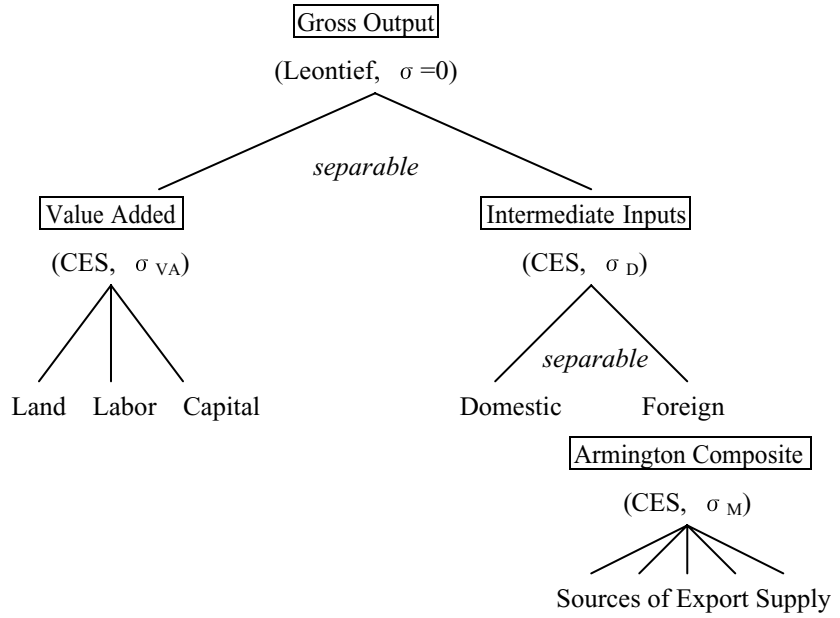 Gross Output
(Leontief, σ =0)
separable
Value Added
Intermediate Inputs
(CES, σ VA)
(CES, σ D)
separable
Land Labor Capital
Domestic Foreign
Armington Composite
(CES, σ M)
Sources of Export Supply